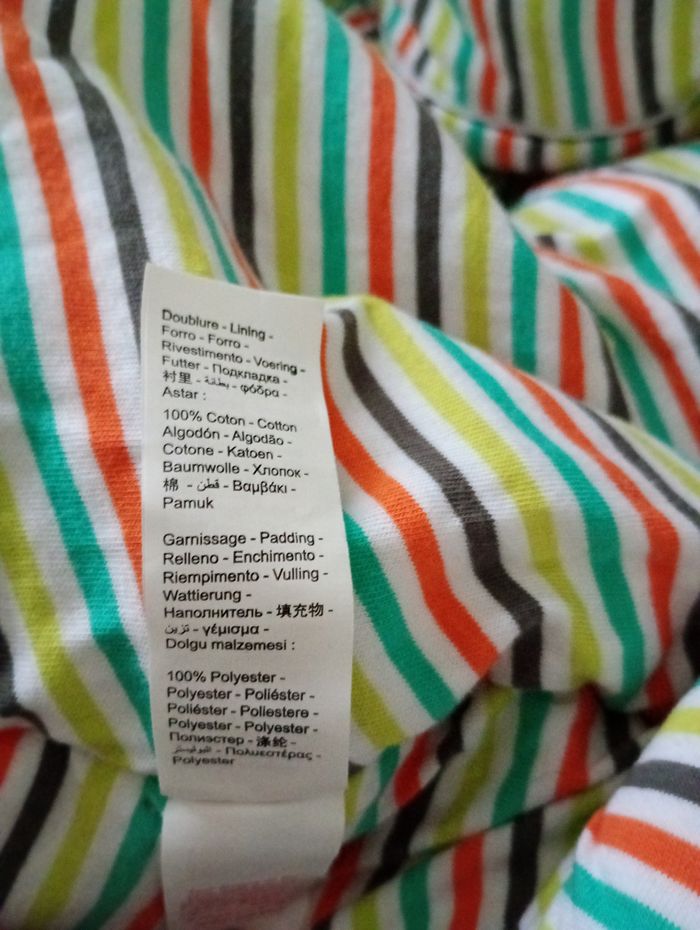 Doublure - Lining -
Forro - Forro -
Rivestimento - Voering -
Futter - Подкладка -
衬里 - بطانة - φόδρα -
Astar :
100% Coton - Cotton
Algodón - Algodão -
Cotone - Katoen -
Baumwolle - Хлопок -
棉 - قطن - Βαμβάκι -
Pamuk
Garnissage - Padding -
Relleno - Enchimento -
Riempimento - Vulling -
Wattierung -
Наполнитель - 填充物 -
تزيين - γέμισμα -
Dolgu malzemesi :
100% Polyester -
Polyester - Poliéster -
Poliéster - Poliestere -
Polyester - Polyester -
Полиэстер - 涤纶 -
- Πολυεστέρας -
Polyester